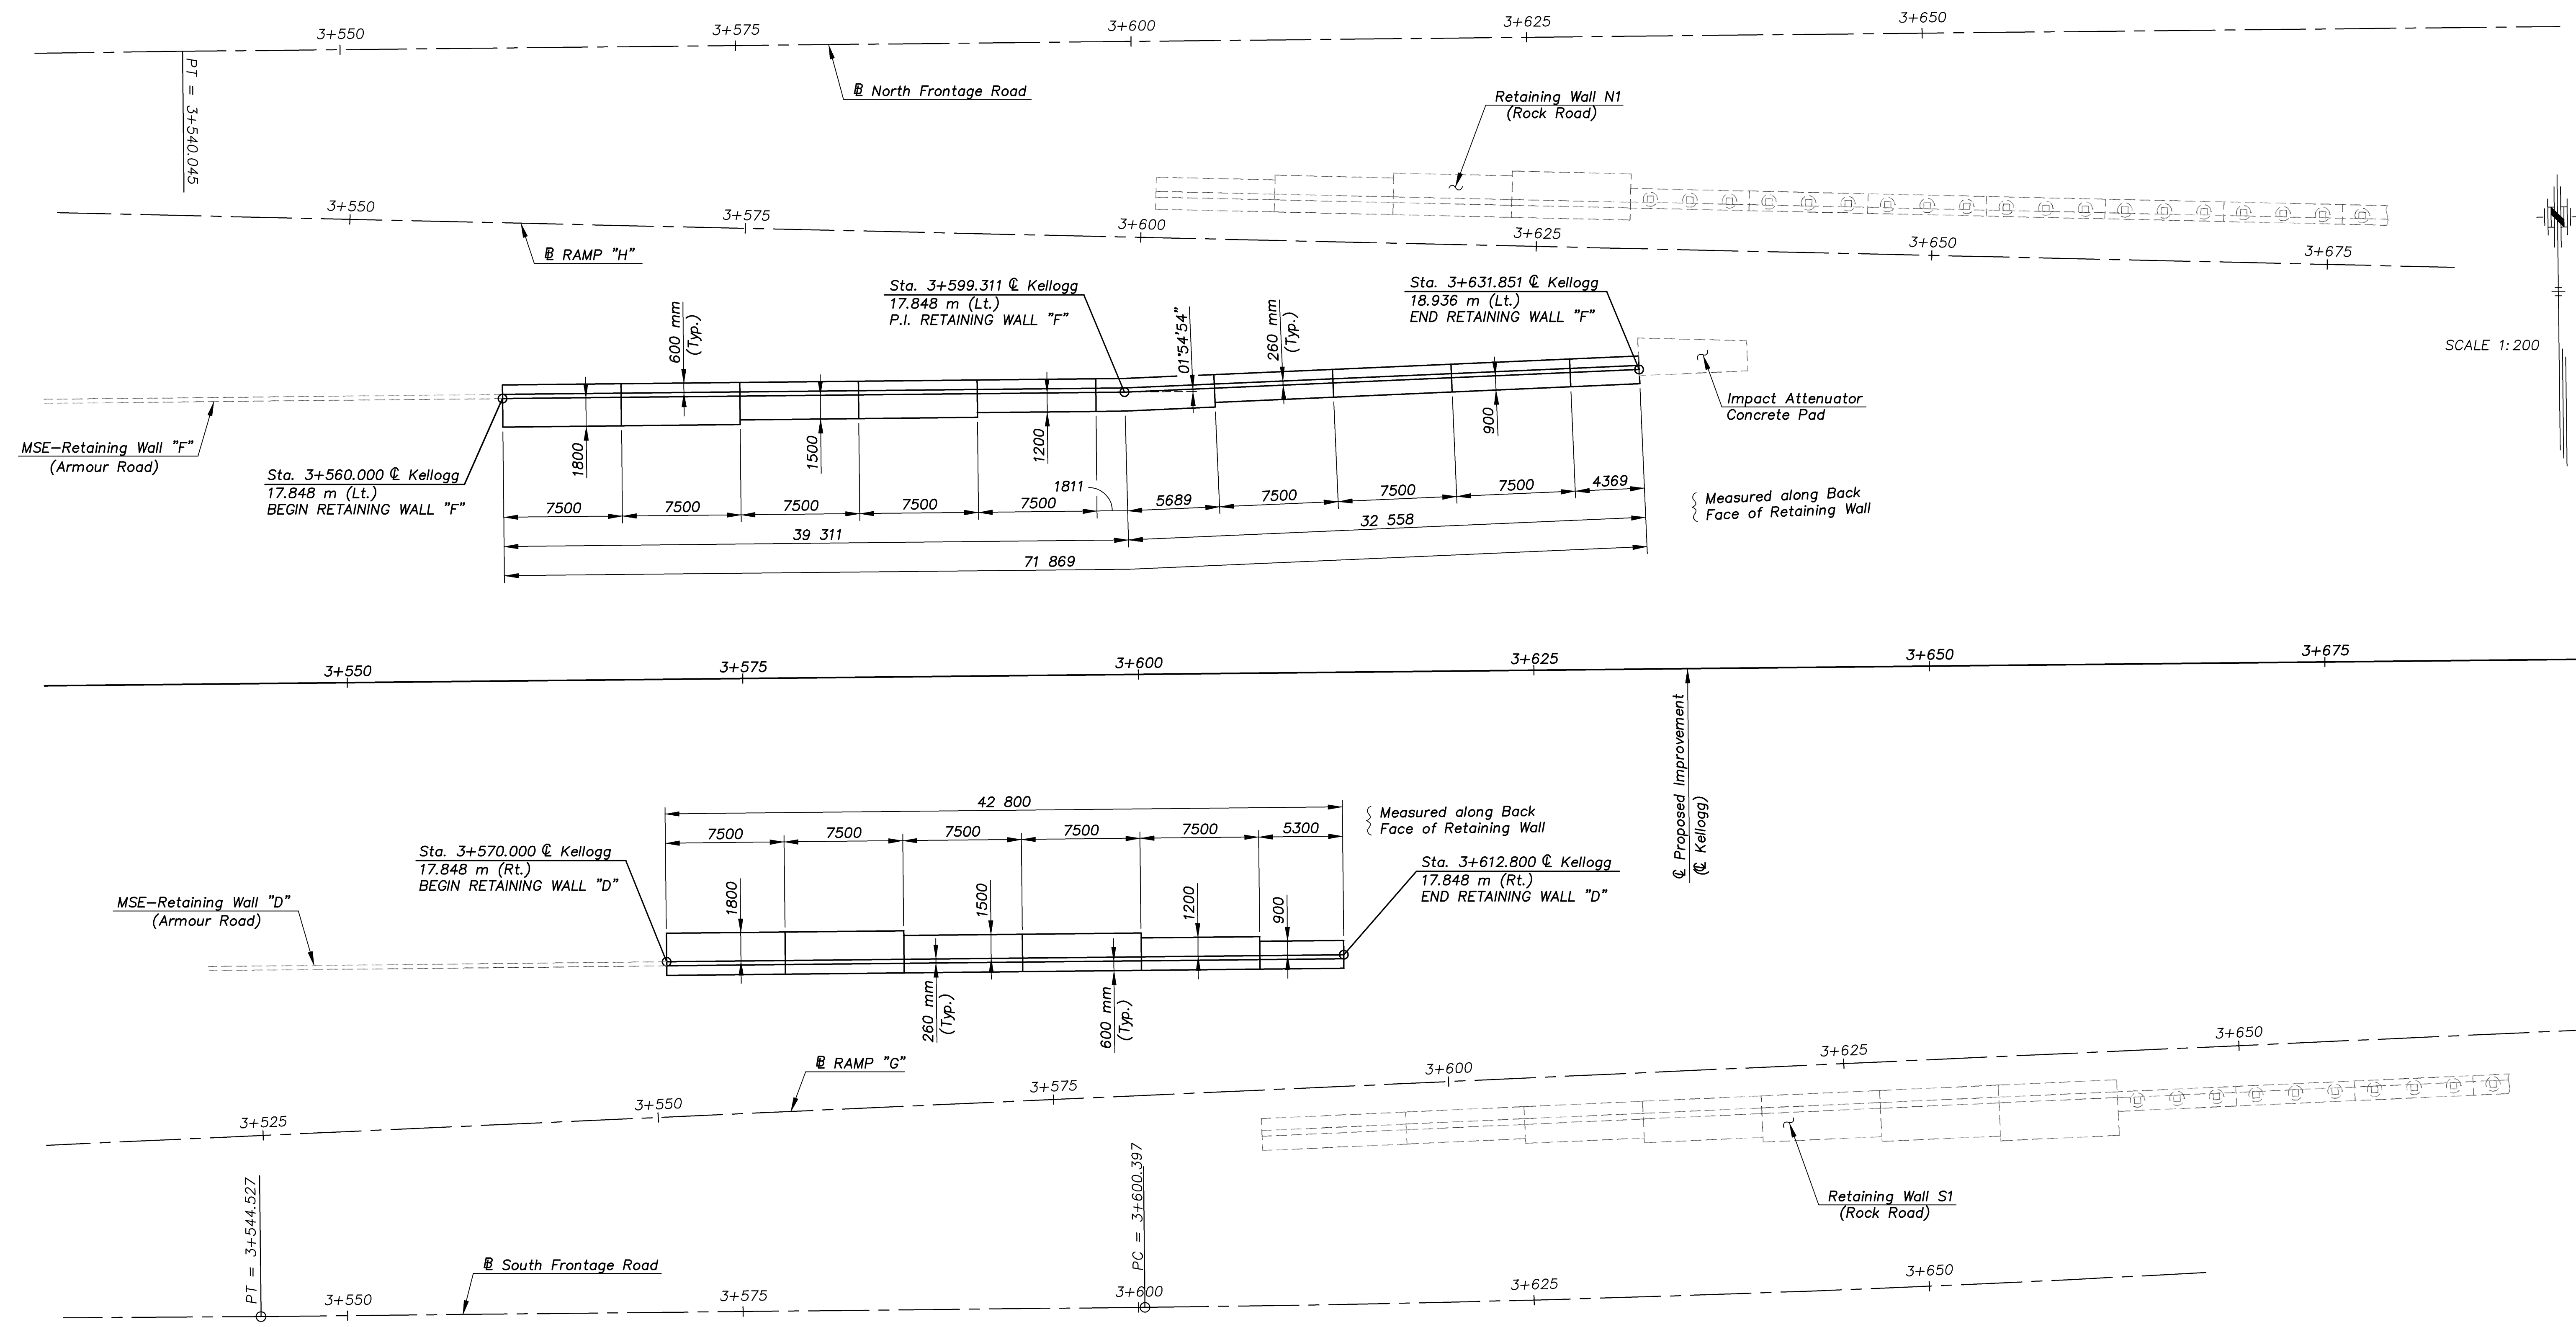 3+550
3+575
3+600
3+625
3+650
PT = 3+540.045
℄ North Frontage Road
Retaining Wall N1
(Rock Road)
3+550
3+575
3+600
3+625
3+650
3+675
℄ RAMP "H"
N
SCALE 1:200
Sta. 3+599.311 ℄ Kellogg
17.848 m (Lt.)
P.I. RETAINING WALL "F"
Sta. 3+631.851 ℄ Kellogg
18.936 m (Lt.)
END RETAINING WALL "F"
600 mm
(Typ.)
01°54'54"
260 mm
(Typ.)
Impact Attenuator
Concrete Pad
MSE-Retaining Wall "F"
(Armour Road)
Sta. 3+560.000 ℄ Kellogg
17.848 m (Lt.)
BEGIN RETAINING WALL "F"
1800
1500
1200
900
7500
7500
7500
7500
7500
1811
5689
7500
7500
7500
4369
39 311
32 558
71 869
Measured along Back
Face of Retaining Wall
3+550
3+575
3+600
3+625
3+650
3+675
℄ Proposed Improvement
(℄ Kellogg)
42 800
7500
7500
7500
7500
7500
5300
Measured along Back
Face of Retaining Wall
Sta. 3+570.000 ℄ Kellogg
17.848 m (Rt.)
BEGIN RETAINING WALL "D"
Sta. 3+612.800 ℄ Kellogg
17.848 m (Rt.)
END RETAINING WALL "D"
MSE-Retaining Wall "D"
(Armour Road)
1800
1500
1200
900
260 mm
(Typ.)
600 mm
(Typ.)
℄ RAMP "G"
3+525
3+550
3+575
3+600
3+625
3+650
Retaining Wall S1
(Rock Road)
PT = 3+544.527
PC = 3+600.397
℄ South Frontage Road
3+550
3+575
3+600
3+625
3+650